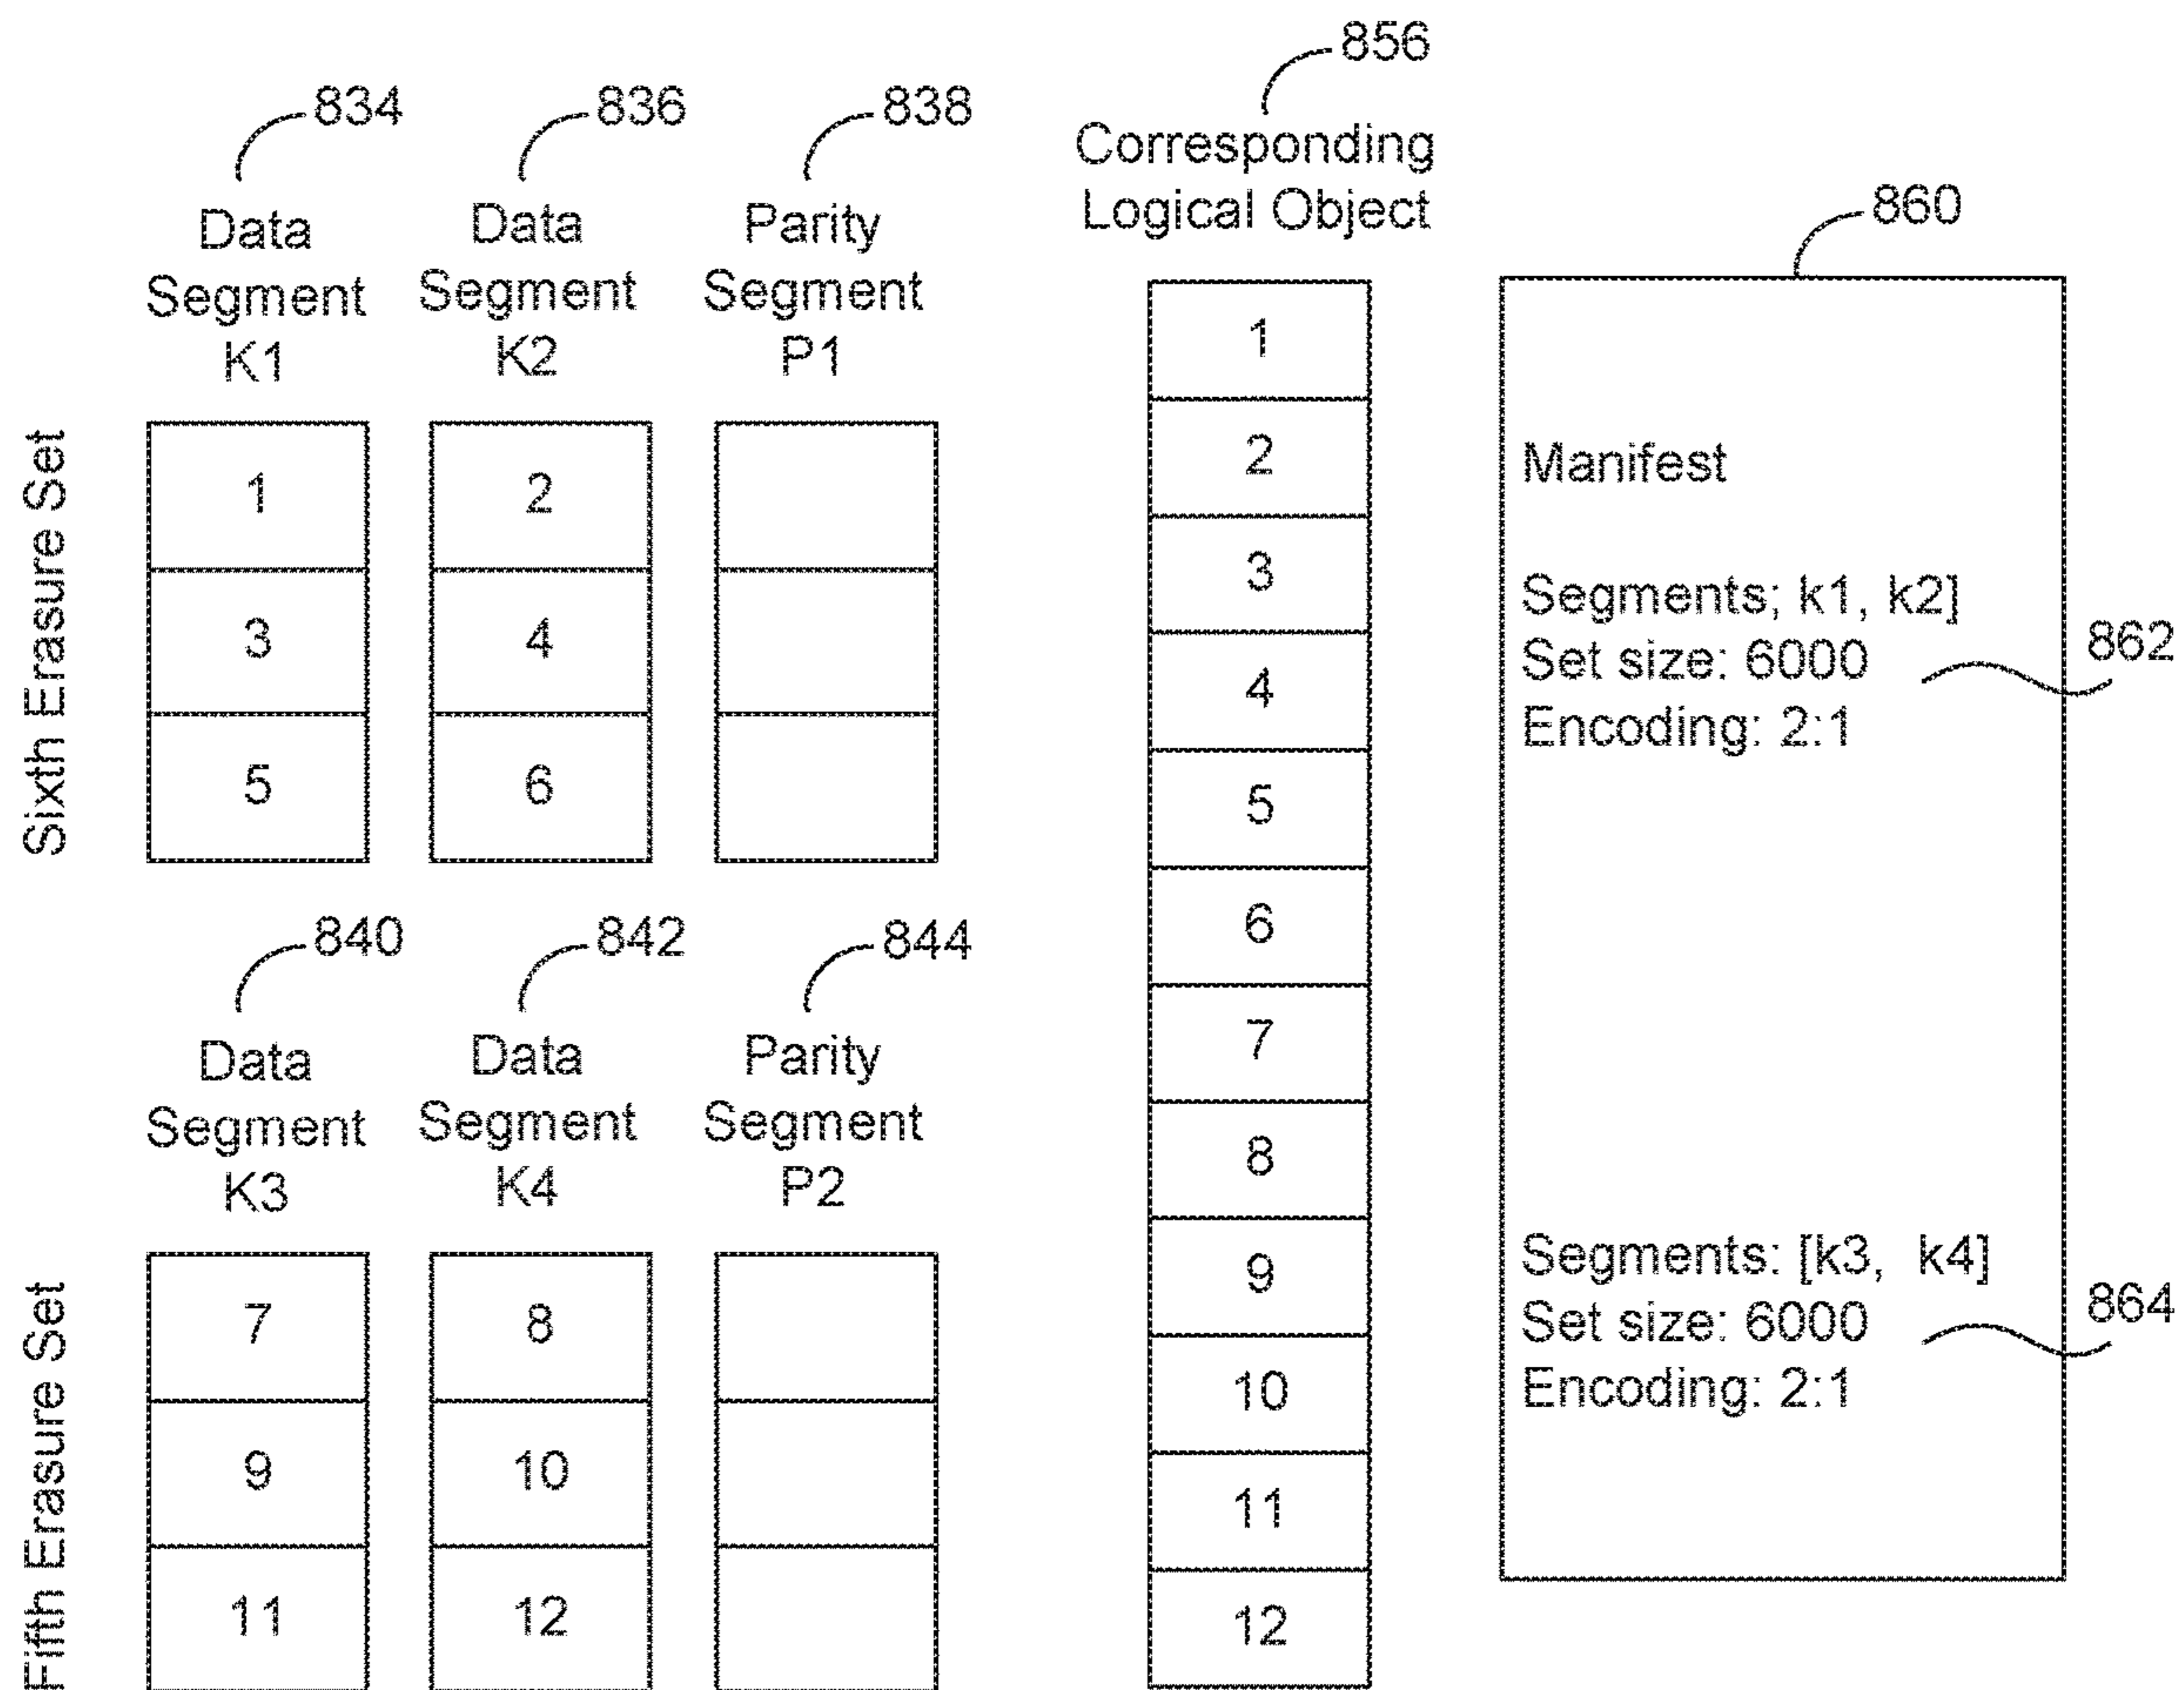 834
836
838
Data
Segment
K1
Data
Segment
K2
Parity
Segment
P1
Sixth Erasure Set
1
2
3
4
5
6
840
842
844
Data
Segment
K3
Data
Segment
K4
Parity
Segment
P2
Fifth Erasure Set
7
8
9
10
11
12
856
Corresponding
Logical Object
1
2
3
4
5
6
7
8
9
10
11
12
860
Manifest
Segments; k1, k2]
Set size: 6000
Encoding: 2:1
862
Segments: [k3, k4]
Set size: 6000
Encoding: 2:1
864